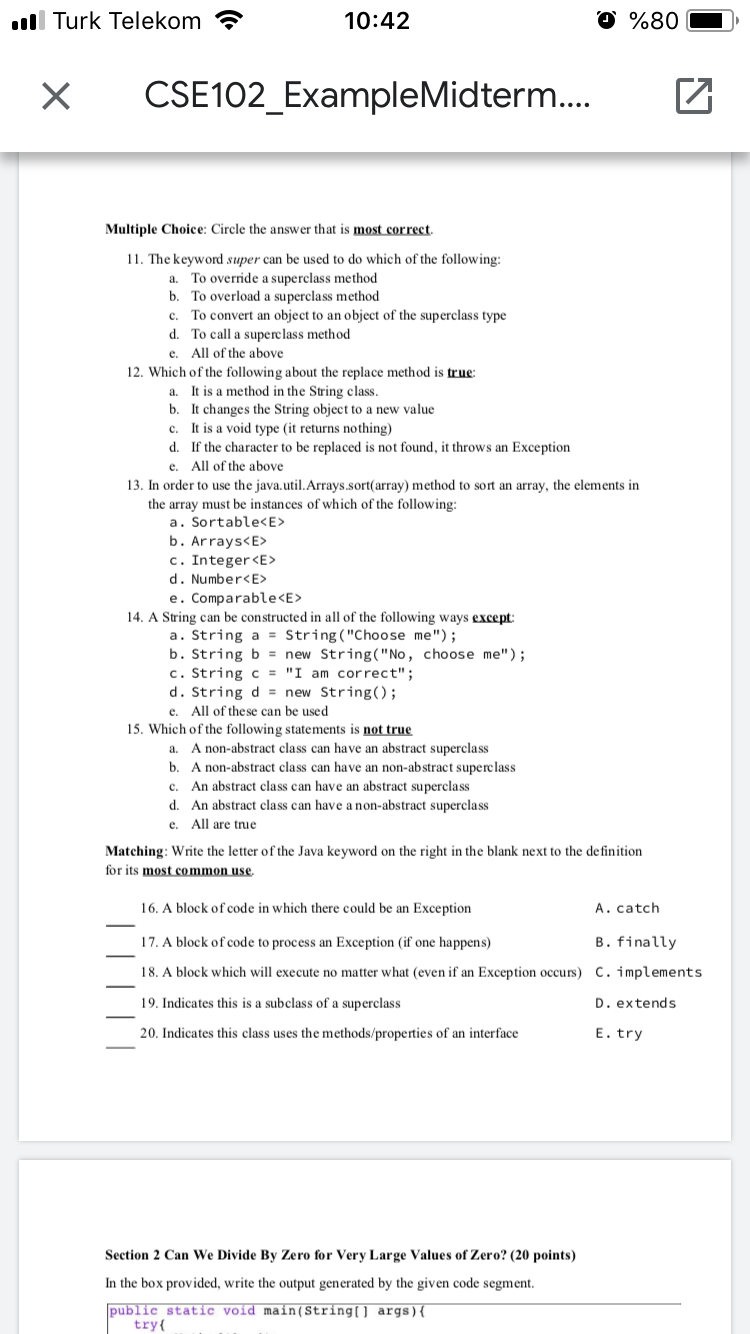 Turk Telekom 10:42 %80
CSE102_ExampleMidterm....
Multiple Choice: Circle the answer that is most correct.
11. The keyword super can be used to do which of the following:
a. To override a superclass method
b. To overload a superclass method
c. To convert an object to an object of the superclass type
d. To call a superclass method
e. All of the above
12. Which of the following about the replace method is true:
a. It is a method in the String class.
b. It changes the String object to a new value
c. It is a void type (it returns nothing)
d. If the character to be replaced is not found, it throws an Exception
e. All of the above
13. In order to use the java.util.Arrays.sort(array) method to sort an array, the elements in
the array must be instances of which of the following:
a. Sortable<E>
b. Arrays<E>
c. Integer<E>
d. Number<E>
e. Comparable<E>
14. A String can be constructed in all of the following ways except:
a. String a = String("Choose me");
b. String b = new String("No, choose me");
c. String c = "I am correct";
d. String d = new String();
e. All of these can be used
15. Which of the following statements is not true
a. A non-abstract class can have an abstract superclass
b. A non-abstract class can have an non-abstract superclass
c. An abstract class can have an abstract superclass
d. An abstract class can have a non-abstract superclass
e. All are true
Matching: Write the letter of the Java keyword on the right in the blank next to the definition
for its most common use.
16. A block of code in which there could be an Exception A. catch
17. A block of code to process an Exception (if one happens) B. finally
18. A block which will execute no matter what (even if an Exception occurs) C. implements
19. Indicates this is a subclass of a superclass D. extends
20. Indicates this class uses the methods/properties of an interface E. try
Section 2 Can We Divide By Zero for Very Large Values of Zero? (20 points)
In the box provided, write the output generated by the given code segment.
public static void main(String[] args){
try{